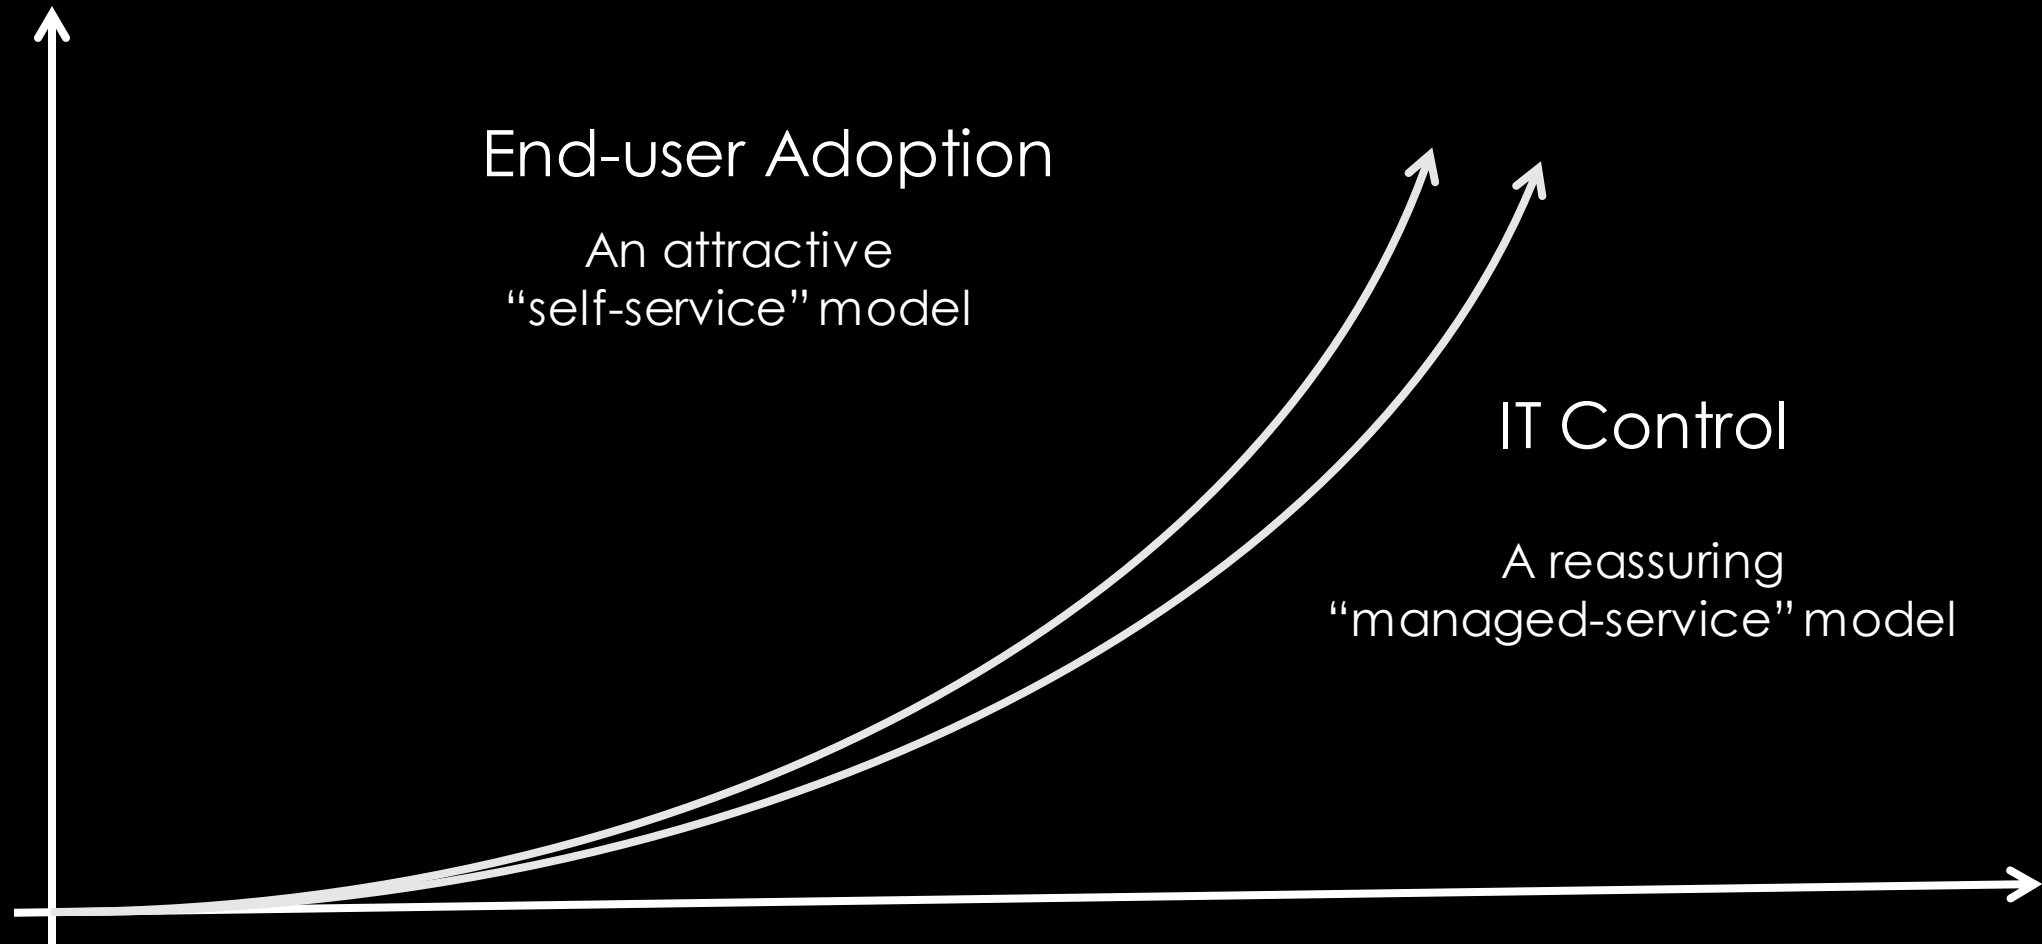 End-user Adoption
An attractive
“self-service” model
IT Control
A reassuring
“managed-service” model